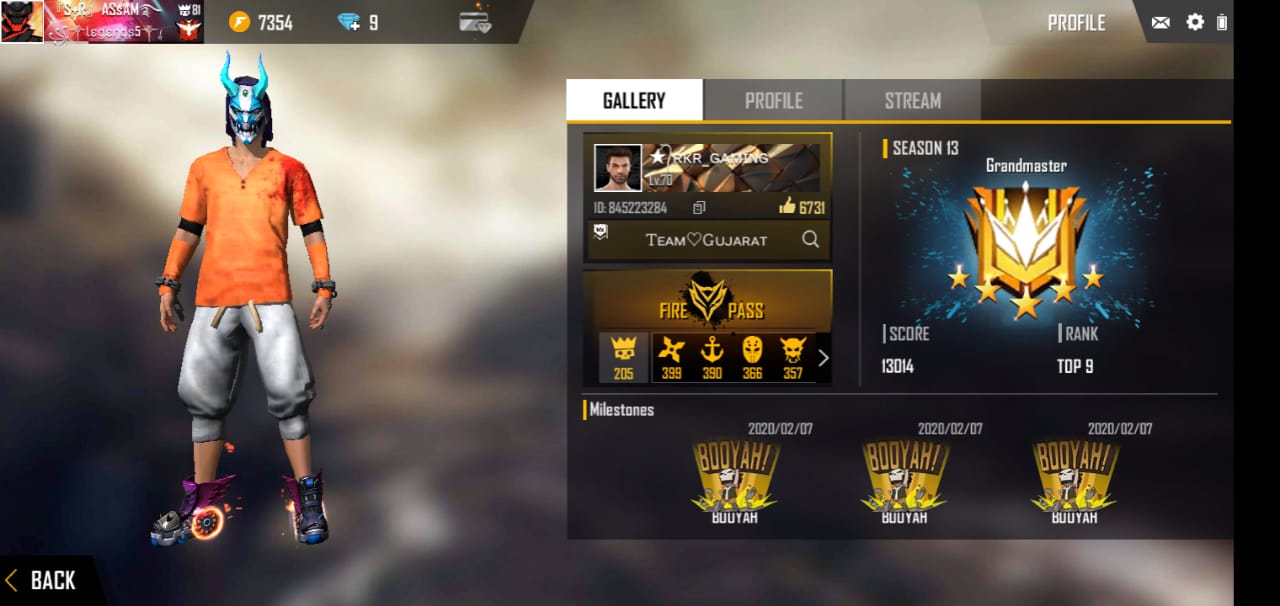 『S×R』 ASSAM
Legends5
81
7354
9
PROFILE
GALLERY
PROFILE
STREAM
RKR_GAMING
Lv.70
ID: 845223284
6731
TEAM♡GUJARAT
FIRE PASS
205
399
390
366
357
SEASON 13
Grandmaster
SCORE
RANK
13014
TOP 9
Milestones
2020/02/07
2020/02/07
2020/02/07
BOOYAH!
BOOYAH!
BOOYAH!
BOOYAH
BOOYAH
BOOYAH
BACK